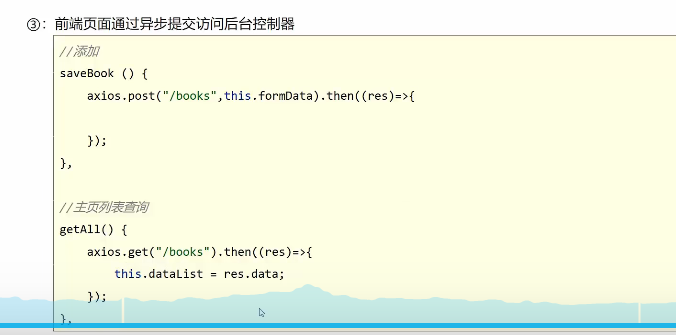 ③：前端页面通过异步提交访问后台控制器
//添加
saveBook () {
    axios.post("/books",this.formData).then((res)=>{
    });
},
//主页列表查询
getAll() {
    axios.get("/books").then((res)=>{
        this.dataList = res.data;
    });
},